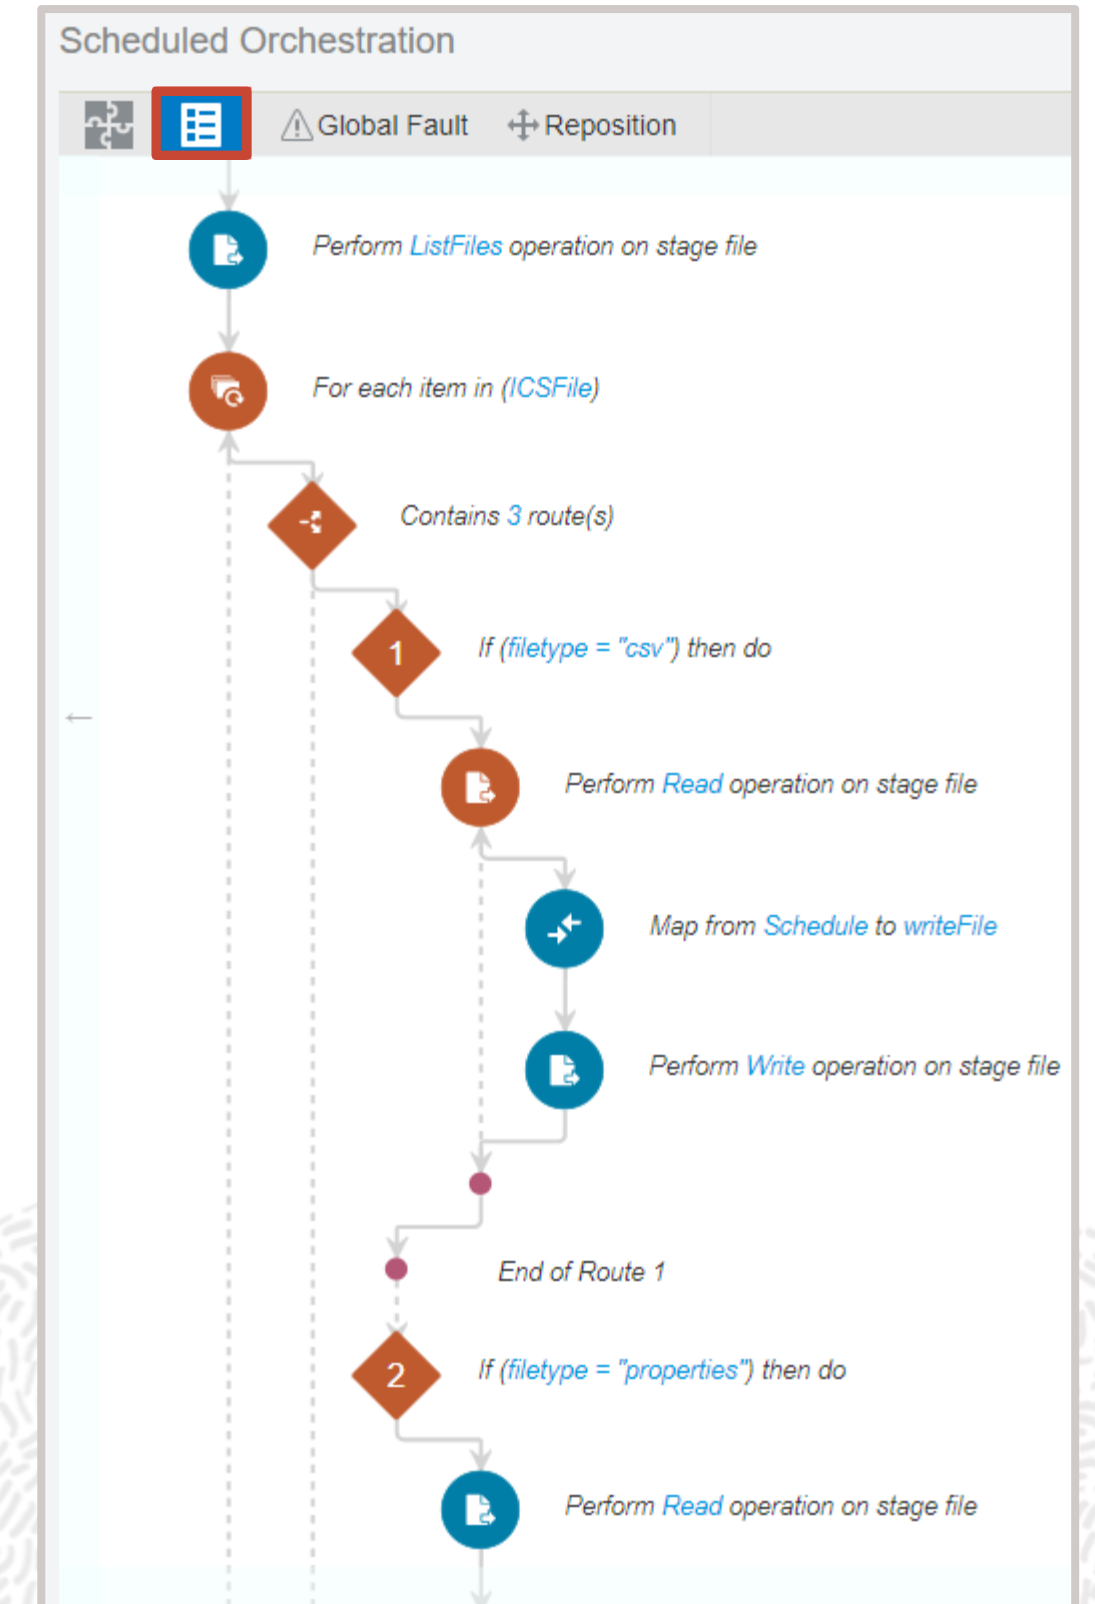 Scheduled Orchestration
Global Fault Reposition
Perform ListFiles operation on stage file
For each item in (ICSFile)
Contains 3 route(s)
1
If (filetype = "csv") then do
Perform Read operation on stage file
Map from Schedule to writeFile
Perform Write operation on stage file
End of Route 1
2
If (filetype = "properties") then do
Perform Read operation on stage file